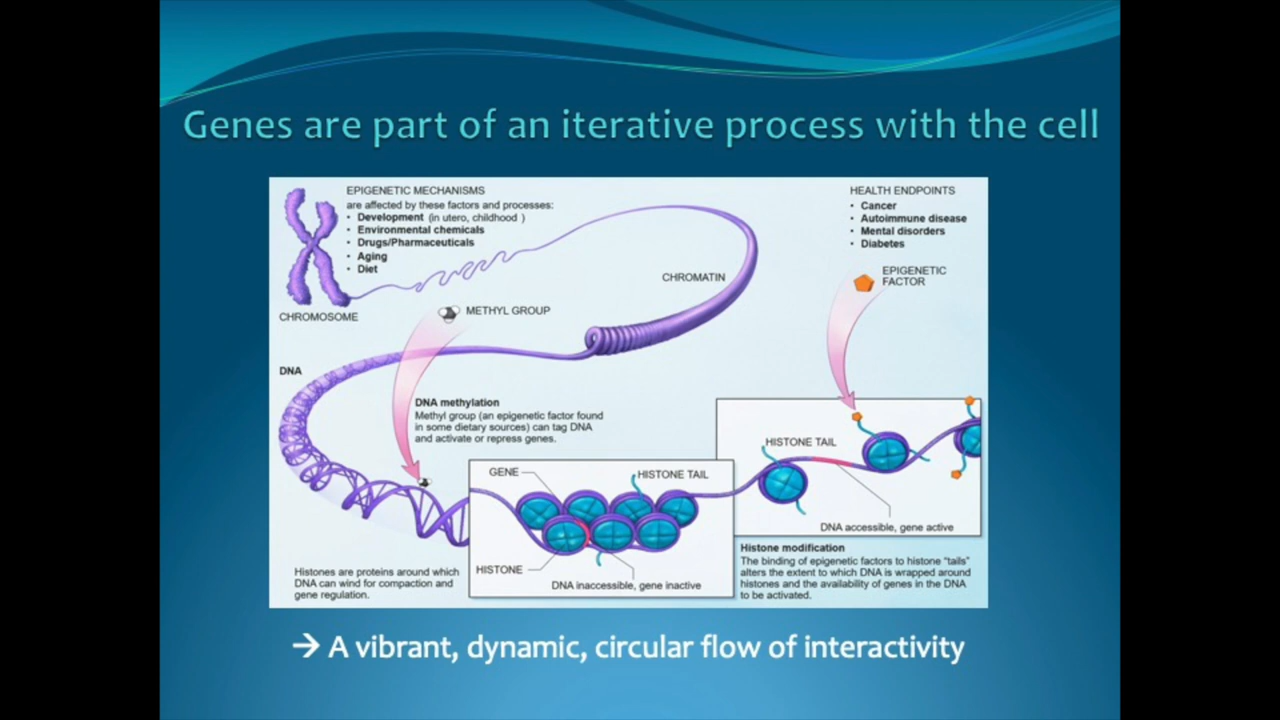 Genes are part of an iterative process with the cell
EPIGENETIC MECHANISMS
are affected by these factors and processes:
• Development (in utero, childhood )
• Environmental chemicals
• Drugs/Pharmaceuticals
• Aging
• Diet
HEALTH ENDPOINTS
• Cancer
• Autoimmune disease
• Mental disorders
• Diabetes
EPIGENETIC
FACTOR
CHROMATIN
CHROMOSOME
METHYL GROUP
DNA
DNA methylation
Methyl group (an epigenetic factor found
in some dietary sources) can tag DNA
and activate or repress genes.
HISTONE TAIL
GENE
HISTONE TAIL
DNA accessible, gene active
HISTONE
DNA inaccessible, gene inactive
Histones are proteins around which
DNA can wind for compaction and
gene regulation.
Histone modification
The binding of epigenetic factors to histone “tails”
alters the extent to which DNA is wrapped around
histones and the availability of genes in the DNA
to be activated.
→ A vibrant, dynamic, circular flow of interactivity